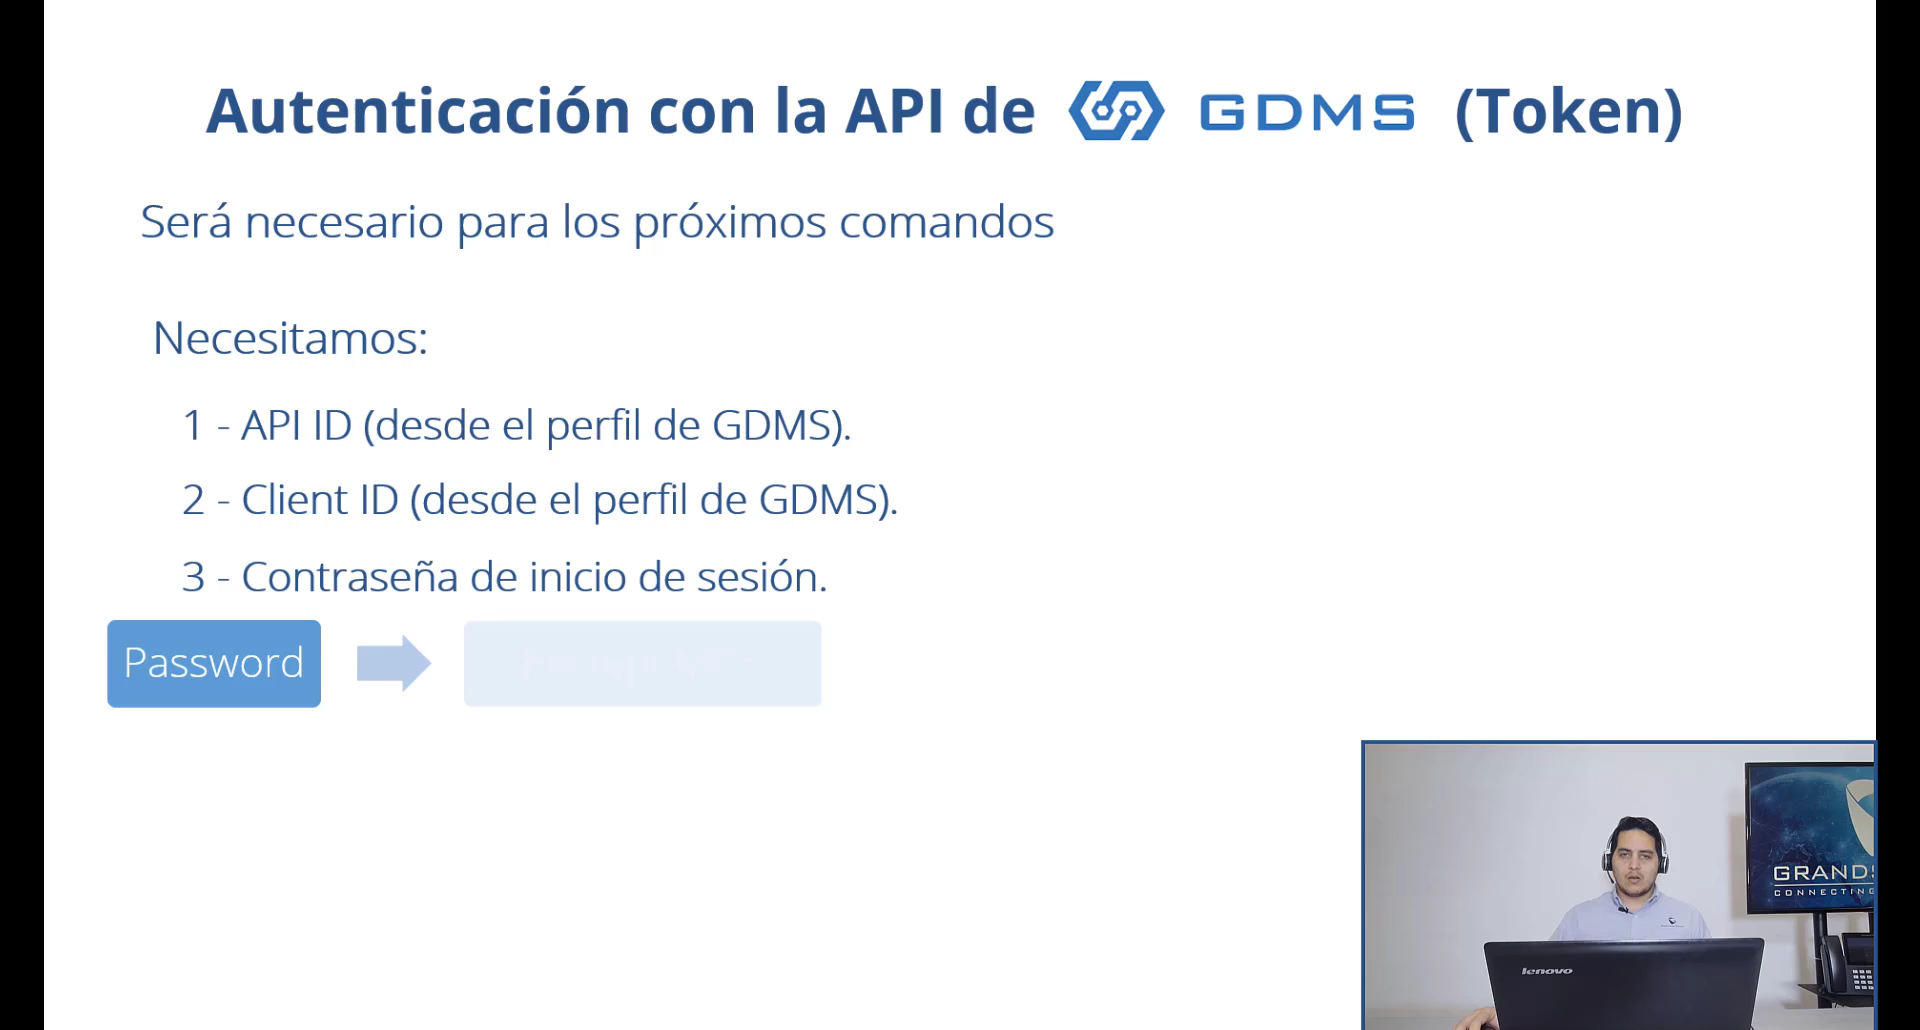 Autenticación con la API de GDMS (Token)
Será necesario para los próximos comandos
Necesitamos:
1 - API ID (desde el perfil de GDMS).
2 - Client ID (desde el perfil de GDMS).
3 - Contraseña de inicio de sesión.
Password
GRANDS
CONNECTING
lenovo